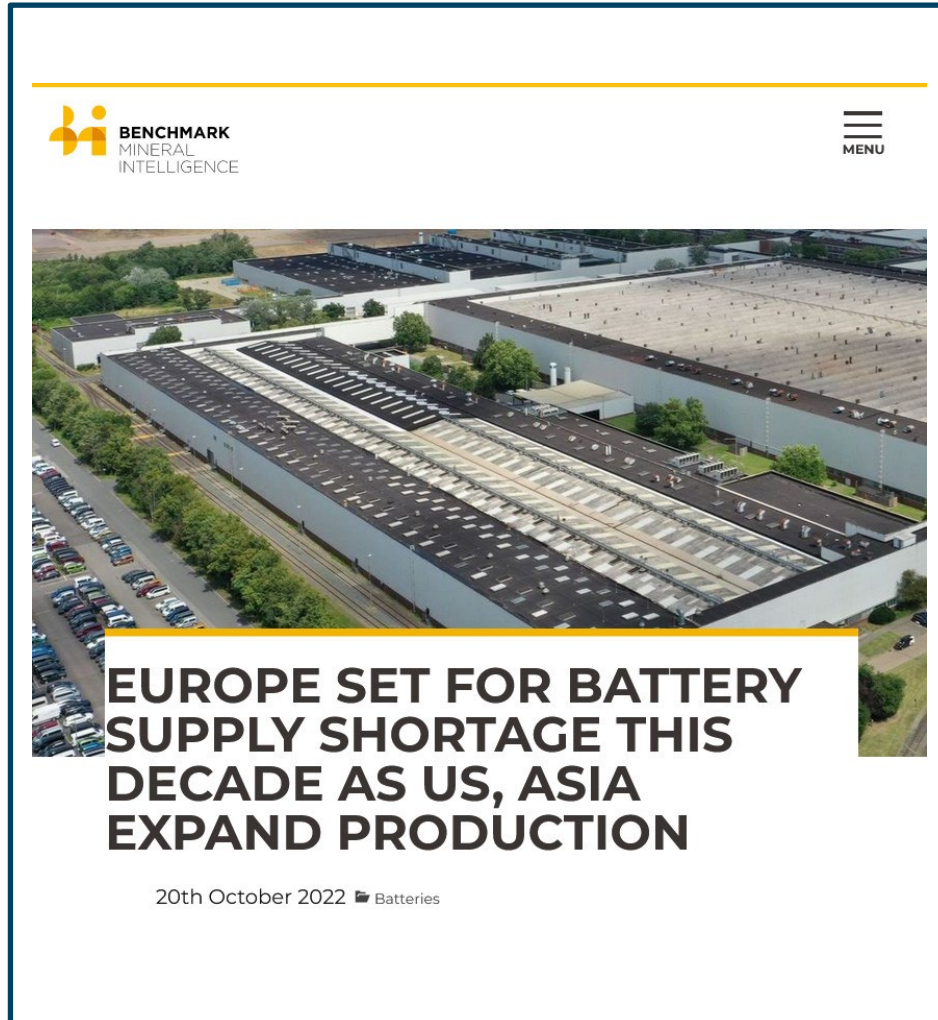 BENCHMARK
MINERAL
INTELLIGENCE
MENU
EUROPE SET FOR BATTERY
SUPPLY SHORTAGE THIS
DECADE AS US, ASIA
EXPAND PRODUCTION
20th October 2022 Batteries